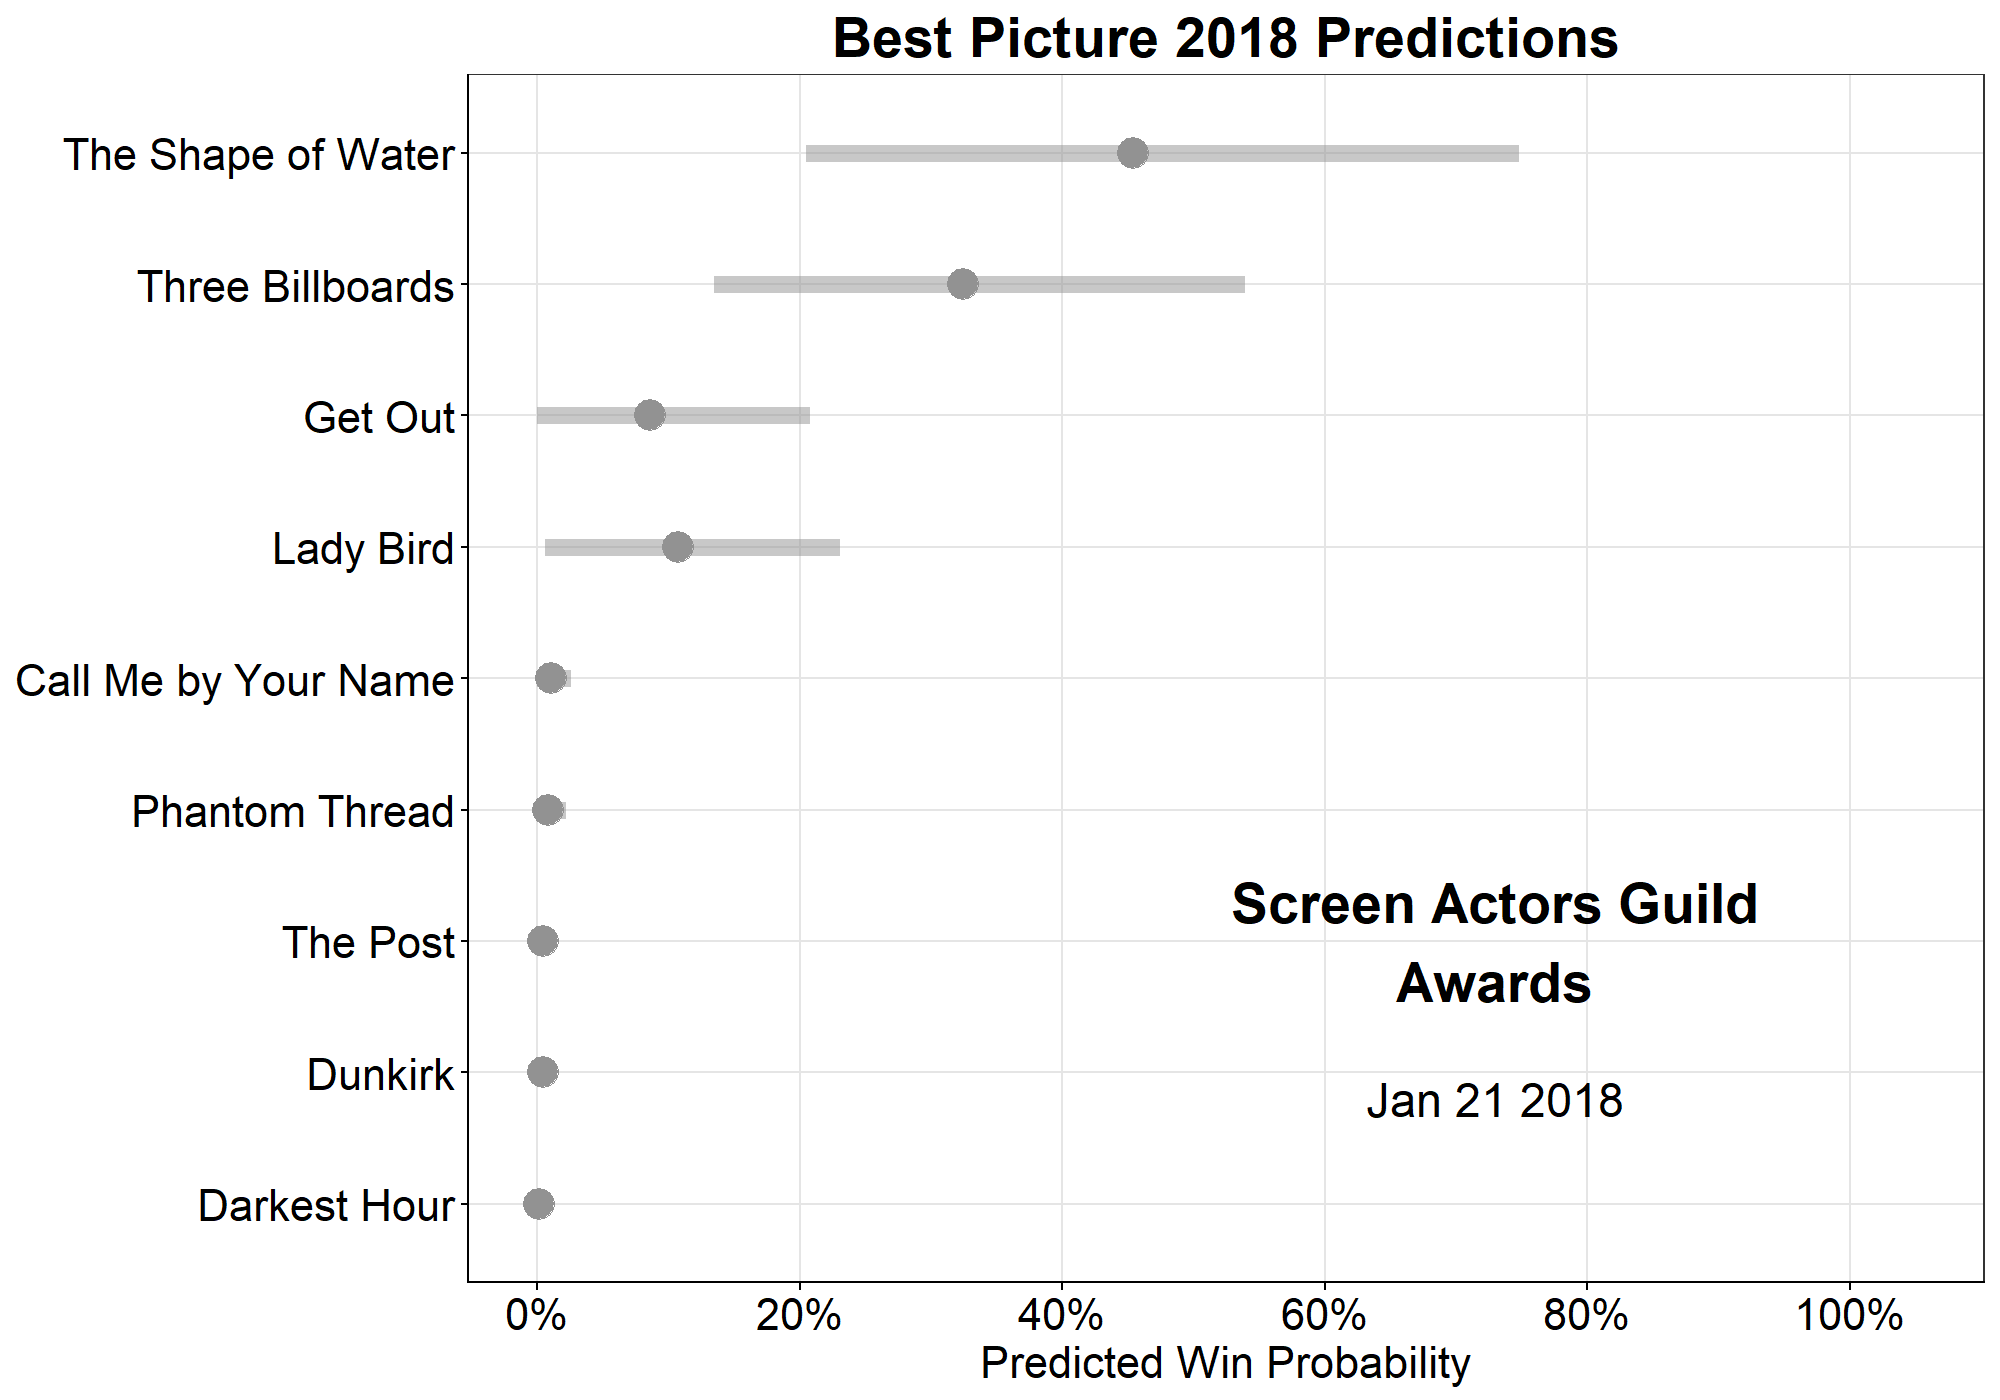 Best Picture 2018 Predictions
The Shape of Water
Three Billboards
Get Out
Lady Bird
Call Me by Your Name
Phantom Thread
The Post
Dunkirk
Darkest Hour
Screen Actors Guild
Awards
Jan 21 2018
0% 20% 40% 60% 80% 100%
Predicted Win Probability